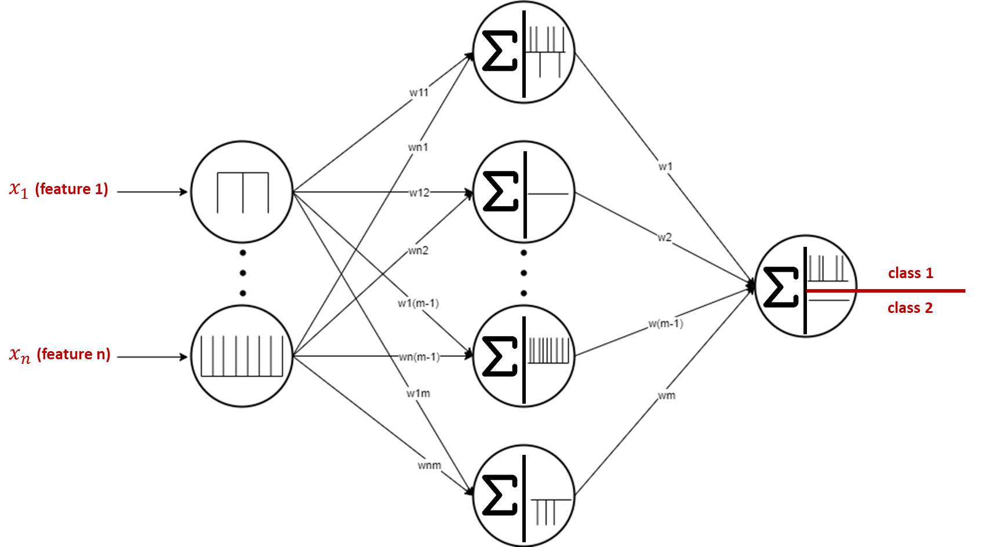 Σ
w11
wn1
w1
x₁ (feature 1)
Σ
w12
w2
wn2
Σ
class 1
class 2
w1(m-1)
w(m-1)
xₙ (feature n)
Σ
wn(m-1)
w1m
wm
wnm
Σ